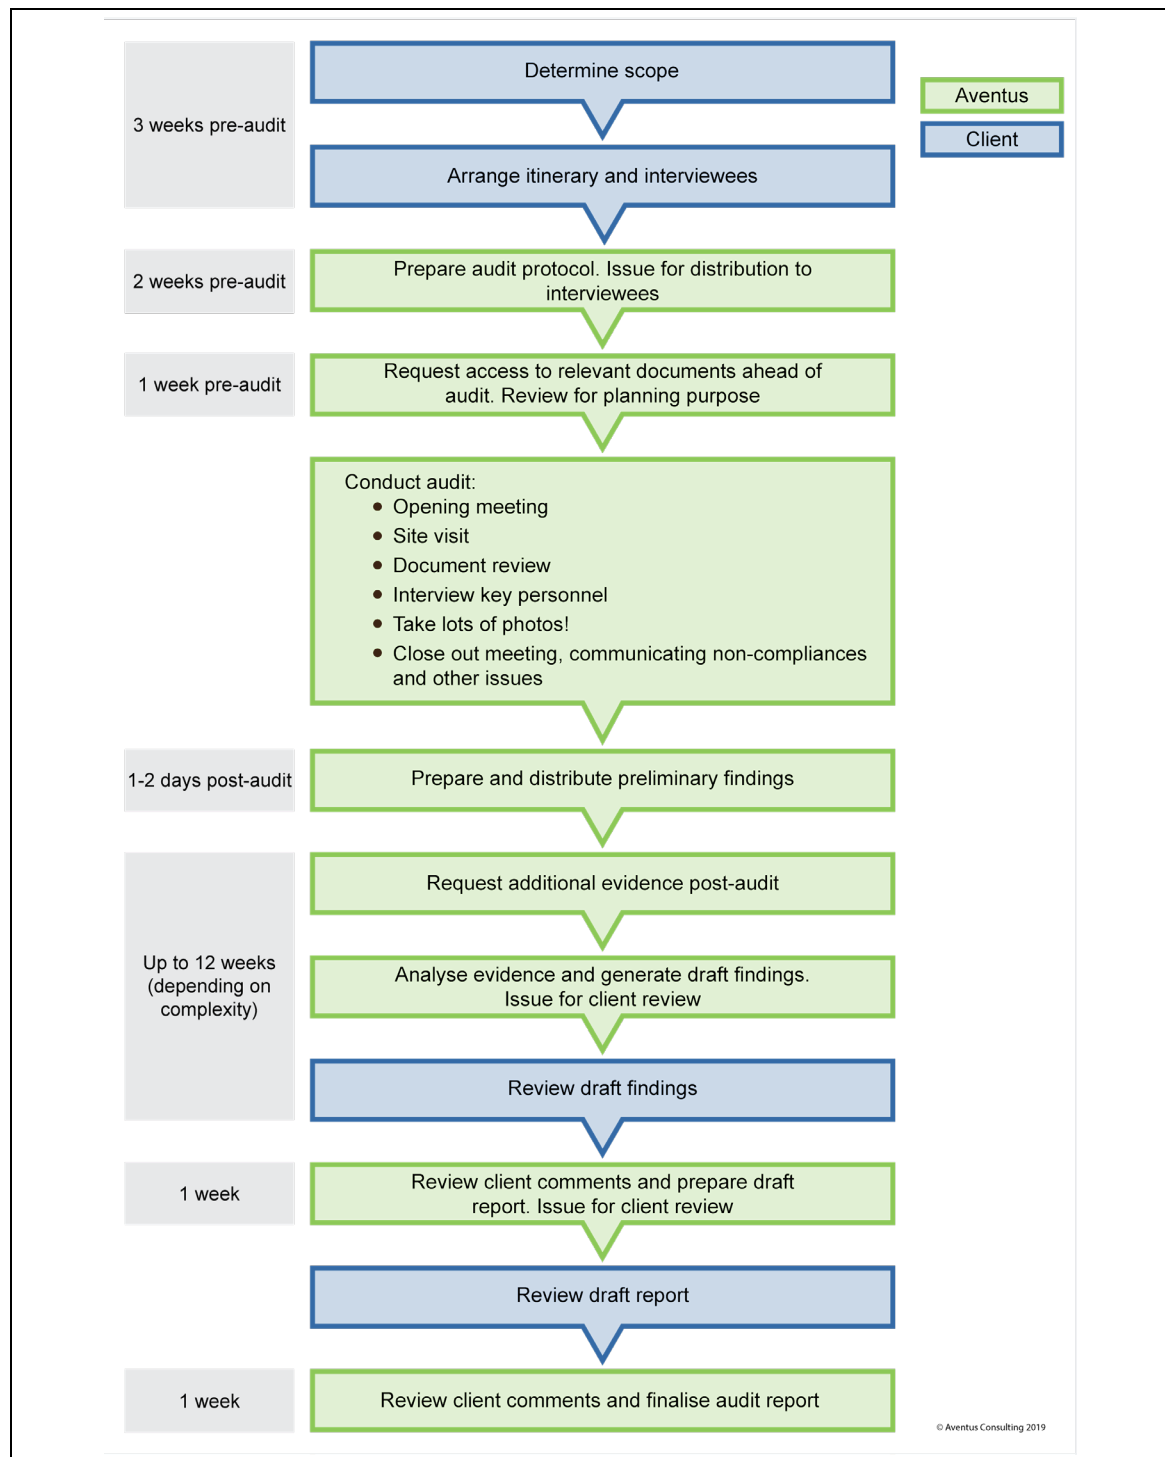 Determine scope
3 weeks pre-audit
Aventus
Client
Arrange itinerary and interviewees
2 weeks pre-audit
Prepare audit protocol. Issue for distribution to
interviewees
1 week pre-audit
Request access to relevant documents ahead of
audit. Review for planning purpose
Conduct audit:
• Opening meeting
• Site visit
• Document review
• Interview key personnel
• Take lots of photos!
• Close out meeting, communicating non-compliances
and other issues
1-2 days post-audit
Prepare and distribute preliminary findings
Up to 12 weeks
(depending on
complexity)
Request additional evidence post-audit
Analyse evidence and generate draft findings.
Issue for client review
Review draft findings
1 week
Review client comments and prepare draft
report. Issue for client review
Review draft report
1 week
Review client comments and finalise audit report
© Aventus Consulting 2019